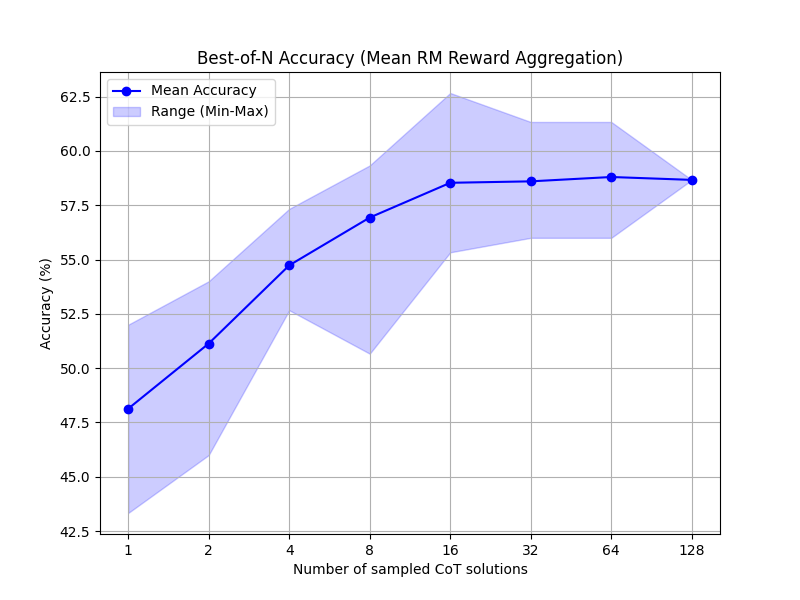 Best-of-N Accuracy (Mean RM Reward Aggregation)
Mean Accuracy
Range (Min-Max)
Accuracy (%)
62.5
60.0
57.5
55.0
52.5
50.0
47.5
45.0
42.5
1 2 4 8 16 32 64 128
Number of sampled CoT solutions